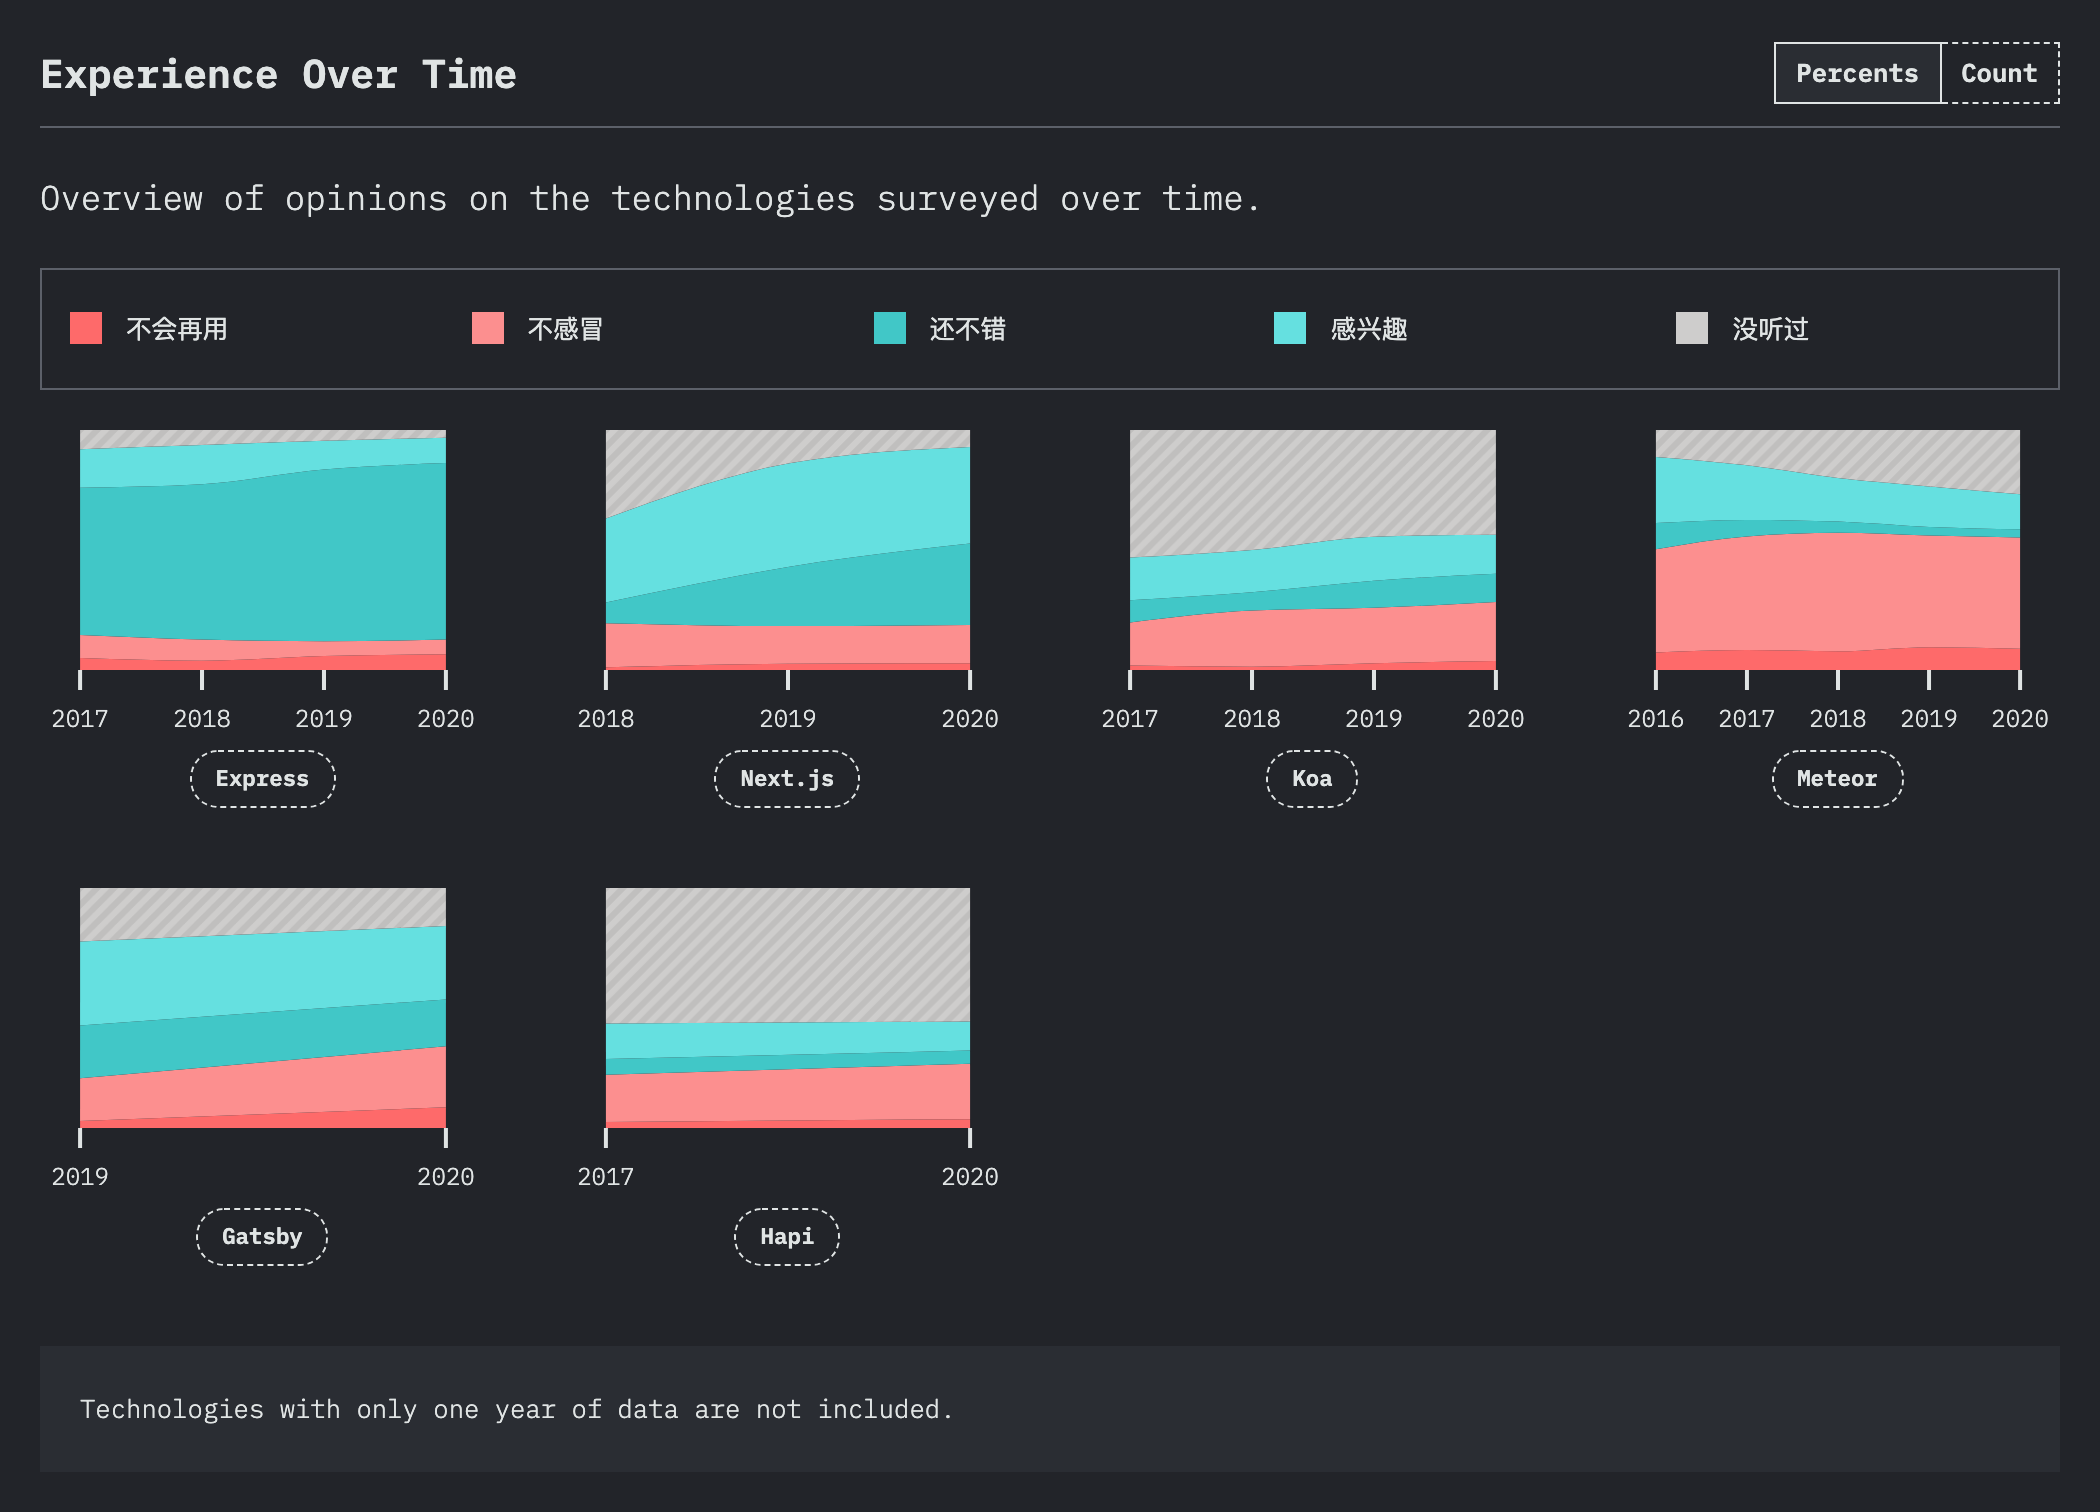 Experience Over Time
Percents Count
Overview of opinions on the technologies surveyed over time.
不会再用 不感冒 还不错 感兴趣 没听过
2017 2018 2019 2020 2018 2019 2020 2017 2018 2019 2020 2016 2017 2018 2019 2020
Express Next.js Koa Meteor
2019 2020 2017 2020
Gatsby Hapi
Technologies with only one year of data are not included.